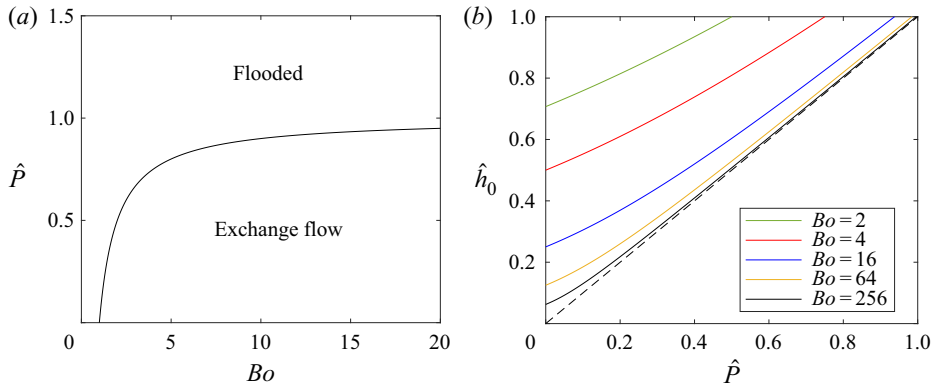 (a)
1.5
1.0
0.5
P̂
Flooded
Exchange flow
0
5
10
15
20
Bo
(b)
1.0
0.8
0.6
0.4
0.2
ĥ₀
Bo = 2
Bo = 4
Bo = 16
Bo = 64
Bo = 256
0
0.2
0.4
0.6
0.8
1.0
P̂